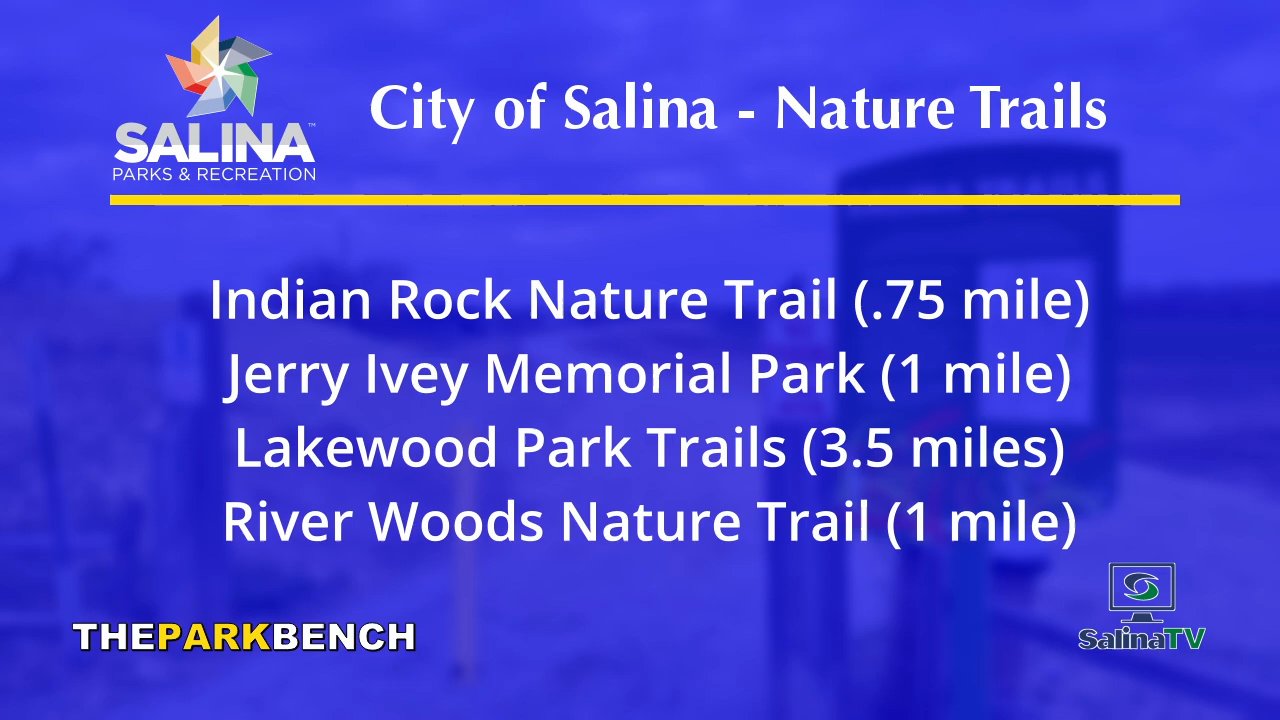 SALINA™
PARKS & RECREATION
City of Salina - Nature Trails
Indian Rock Nature Trail (.75 mile)
Jerry Ivey Memorial Park (1 mile)
Lakewood Park Trails (3.5 miles)
River Woods Nature Trail (1 mile)
THEPARKBENCH
SalinaTV